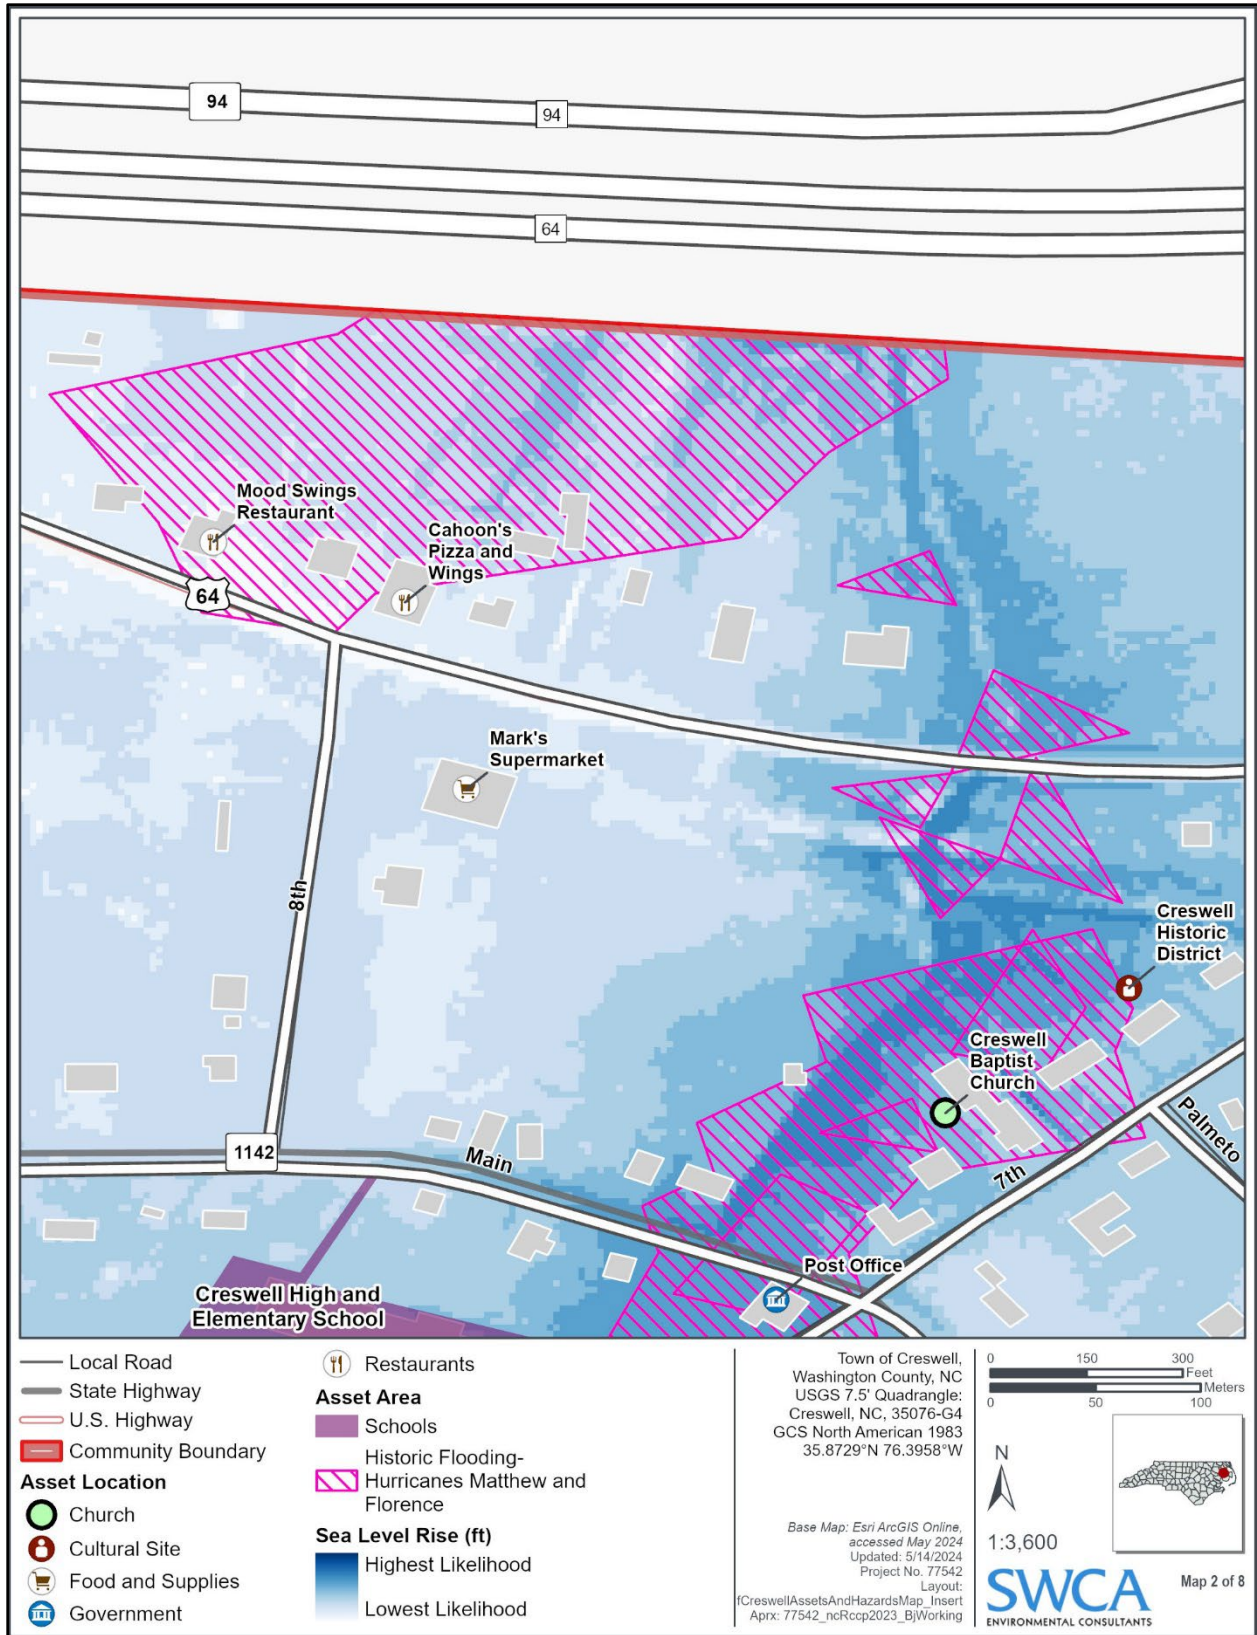 94
94
64
Mood Swings
Restaurant
Cahoon's
Pizza and
Wings
64
Mark's
Supermarket
8th
Creswell
Historic
District
Creswell
Baptist
Church
1142
Main
7th
Palmeto
Post Office
Creswell High and
Elementary School
Local Road
State Highway
U.S. Highway
Community Boundary
Asset Location
Church
Cultural Site
Food and Supplies
Government
Restaurants
Asset Area
Schools
Historic Flooding-
Hurricanes Matthew and
Florence
Sea Level Rise (ft)
Highest Likelihood
Lowest Likelihood
Town of Creswell,
Washington County, NC
USGS 7.5' Quadrangle:
Creswell, NC, 35076-G4
GCS North American 1983
35.8729°N 76.3958°W
Base Map: Esri ArcGIS Online,
accessed May 2024
Updated: 5/14/2024
Project No. 77542
Layout:
fCreswellAssetsAndHazardsMap_Insert
Aprx: 77542_ncRccp2023_BjWorking
0 150 300
Feet
Meters
0 50 100
N
1:3,600
SWCA
ENVIRONMENTAL CONSULTANTS
Map 2 of 8